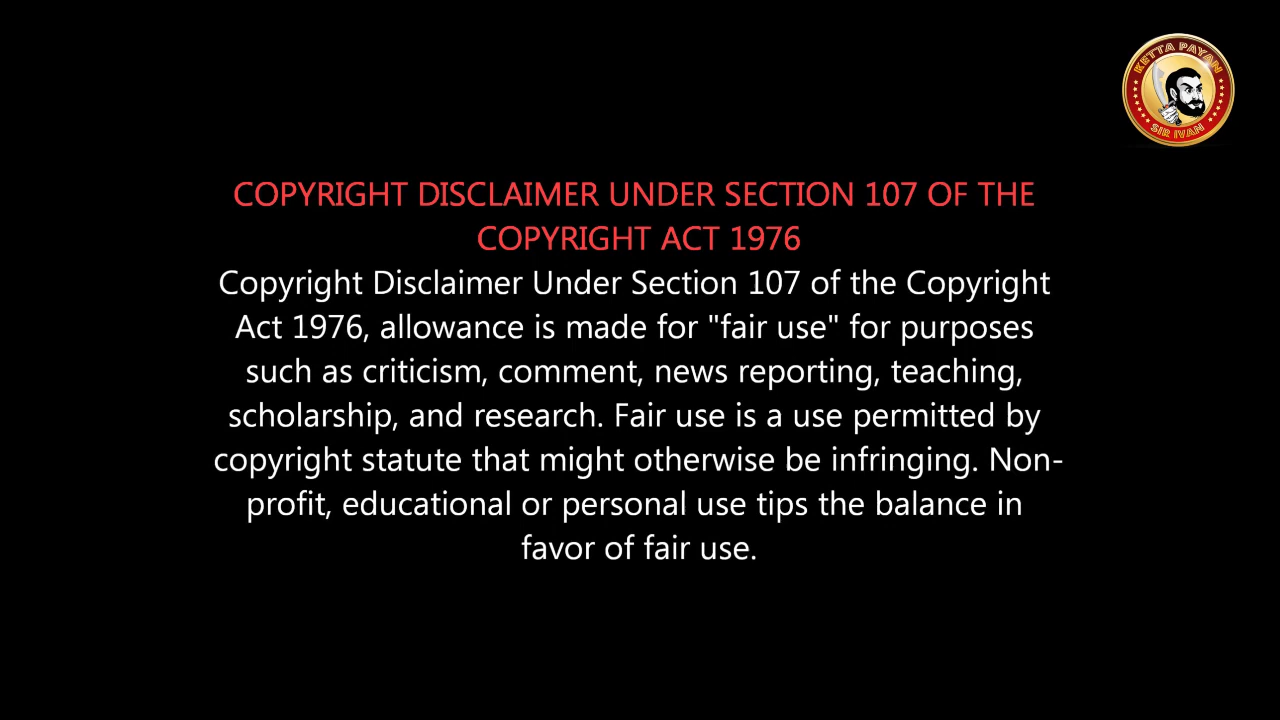 KETTA PAYAN
SIR IVAN
COPYRIGHT DISCLAIMER UNDER SECTION 107 OF THE
COPYRIGHT ACT 1976
Copyright Disclaimer Under Section 107 of the Copyright
Act 1976, allowance is made for "fair use" for purposes
such as criticism, comment, news reporting, teaching,
scholarship, and research. Fair use is a use permitted by
copyright statute that might otherwise be infringing. Non-
profit, educational or personal use tips the balance in
favor of fair use.